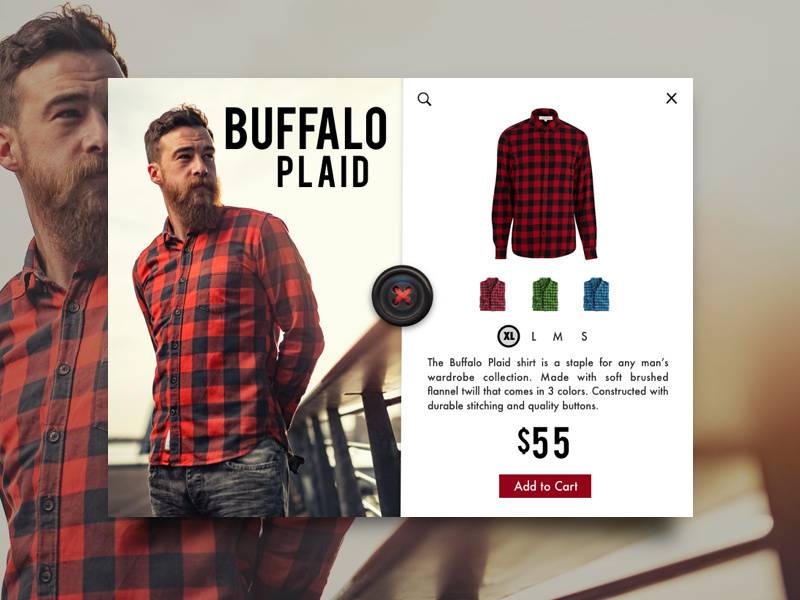 BUFFALO
PLAID
XL L M S
The Buffalo Plaid shirt is a staple for any man's
wardrobe collection. Made with soft brushed
flannel twill that comes in 3 colors. Constructed with
durable stitching and quality buttons.
$55
Add to Cart